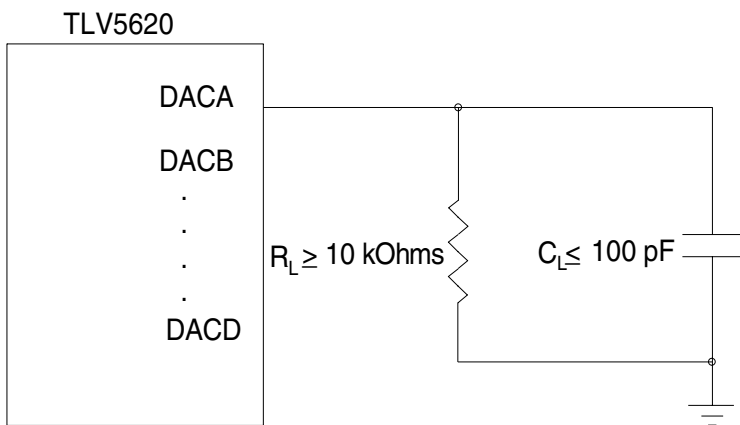 TLV5620
DACA
DACB
.
.
.
.
DACD
R_L ≥ 10 kOhms
C_L ≤ 100 pF